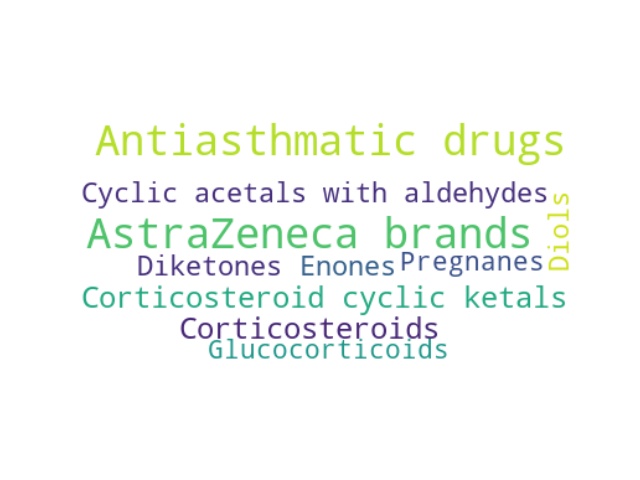 Antiasthmatic drugs
Cyclic acetals with aldehydes
Diols
AstraZeneca brands
Diketones
Enones
Pregnanes
Corticosteroid cyclic ketals
Corticosteroids
Glucocorticoids